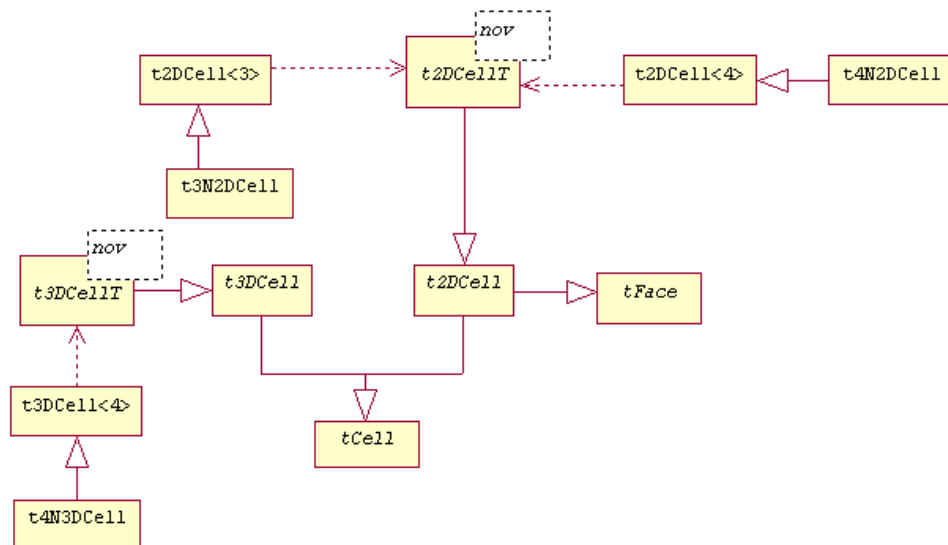 nov
t2DCell<3>
t2DCellT
t2DCell<4>
t4N2DCell
t3N2DCell
nov
t3DCellT
t3DCell
t2DCell
tFace
t3DCell<4>
tCell
t4N3DCell